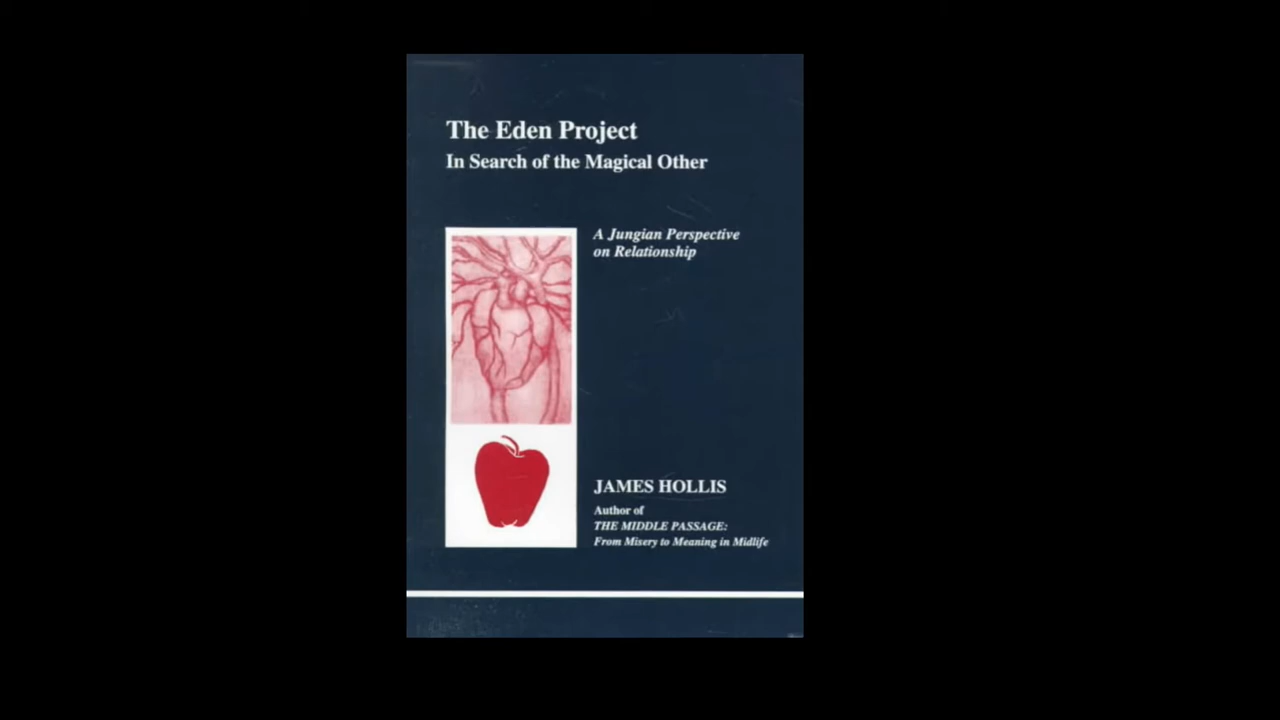 The Eden Project
In Search of the Magical Other
A Jungian Perspective
on Relationship
JAMES HOLLIS
Author of
THE MIDDLE PASSAGE:
From Misery to Meaning in Midlife